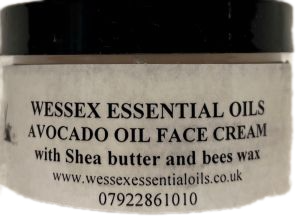 WESSEX ESSENTIAL OILS
AVOCADO OIL FACE CREAM
with Shea butter and bees wax
www.wessexessentialoils.co.uk
07922861010